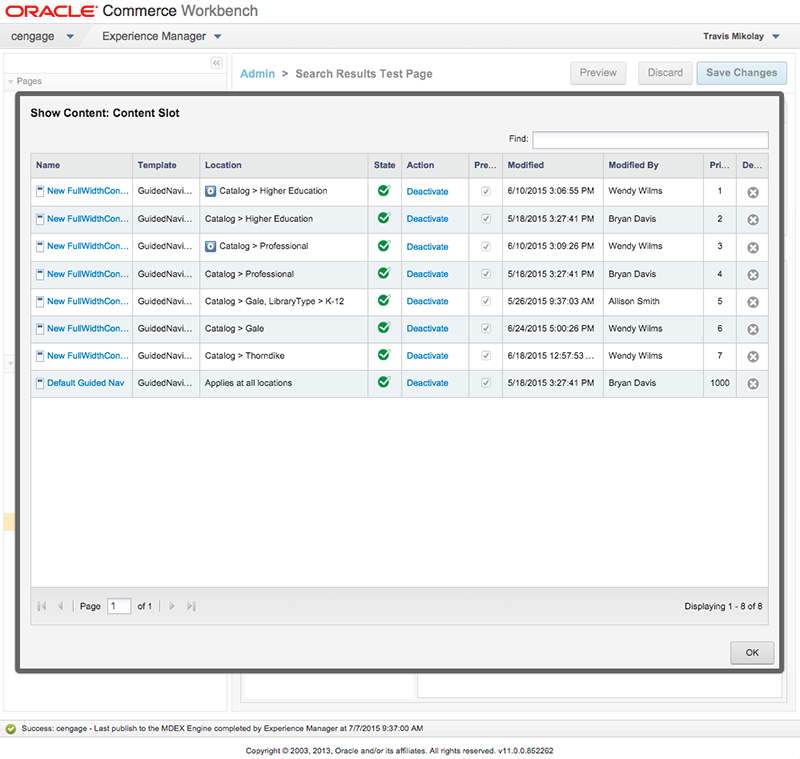 ORACLE Commerce Workbench
cengage Experience Manager Travis Mikolay
Pages
Admin > Search Results Test Page Preview Discard Save Changes
Show Content: Content Slot
Find:
Name Template Location State Action Pre... Modified Modified By Pri... De...
New FullWidthCon... GuidedNavi... Catalog > Higher Education Deactivate 6/10/2015 3:06:55 PM Wendy Wilms 1
New FullWidthCon... GuidedNavi... Catalog > Higher Education Deactivate 5/18/2015 3:27:41 PM Bryan Davis 2
New FullWidthCon... GuidedNavi... Catalog > Professional Deactivate 6/10/2015 3:09:26 PM Wendy Wilms 3
New FullWidthCon... GuidedNavi... Catalog > Professional Deactivate 5/18/2015 3:27:41 PM Bryan Davis 4
New FullWidthCon... GuidedNavi... Catalog > Gale, LibraryType > K-12 Deactivate 5/26/2015 9:37:03 AM Allison Smith 5
New FullWidthCon... GuidedNavi... Catalog > Gale Deactivate 6/24/2015 5:00:26 PM Wendy Wilms 6
New FullWidthCon... GuidedNavi... Catalog > Thorndike Deactivate 6/18/2015 12:57:53 ... Wendy Wilms 7
Default Guided Nav GuidedNavi... Applies at all locations Deactivate 5/18/2015 3:27:41 PM Bryan Davis 1000
Page 1 of 1 Displaying 1 - 8 of 8
OK
Success: cengage - Last publish to the MDEX Engine completed by Experience Manager at 7/7/2015 9:37:00 AM
Copyright © 2003, 2013, Oracle and/or its affiliates. All rights reserved. v11.0.0.852262